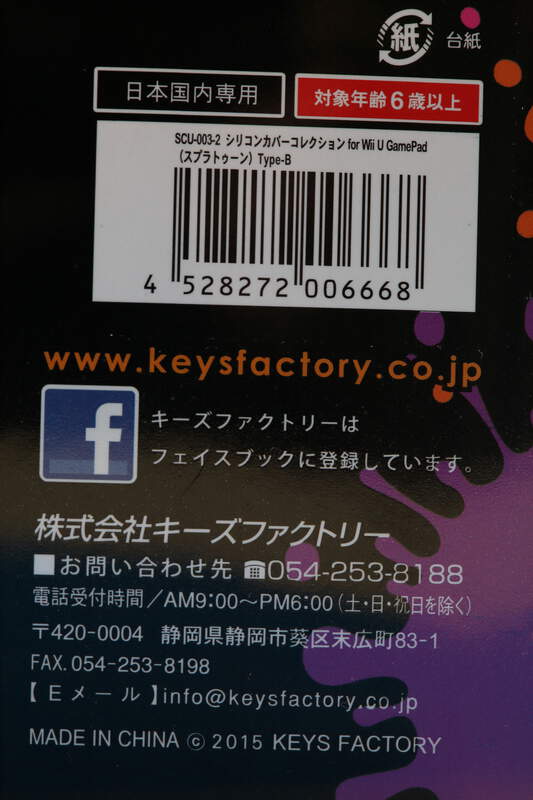 紙
台紙
日本国内専用
対象年齢6歳以上
SCU-003-2 シリコンカバーコレクション for Wii U GamePad
（スプラトゥーン）Type-B
4 528272 006668
www.keysfactory.co.jp
f
キーズファクトリーは
フェイスブックに登録しています。
株式会社キーズファクトリー
■お問い合わせ先 ☎054-253-8188
電話受付時間／AM9:00〜PM6:00（土・日・祝日を除く）
〒420-0004 静岡県静岡市葵区末広町83-1
FAX. 054-253-8198
【Eメール】info@keysfactory.co.jp
MADE IN CHINA © 2015 KEYS FACTORY